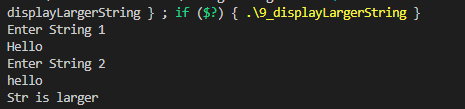 displayLargerString } ; if ($?) { .\9_displayLargerString }
Enter String 1
Hello
Enter String 2
hello
Str is larger